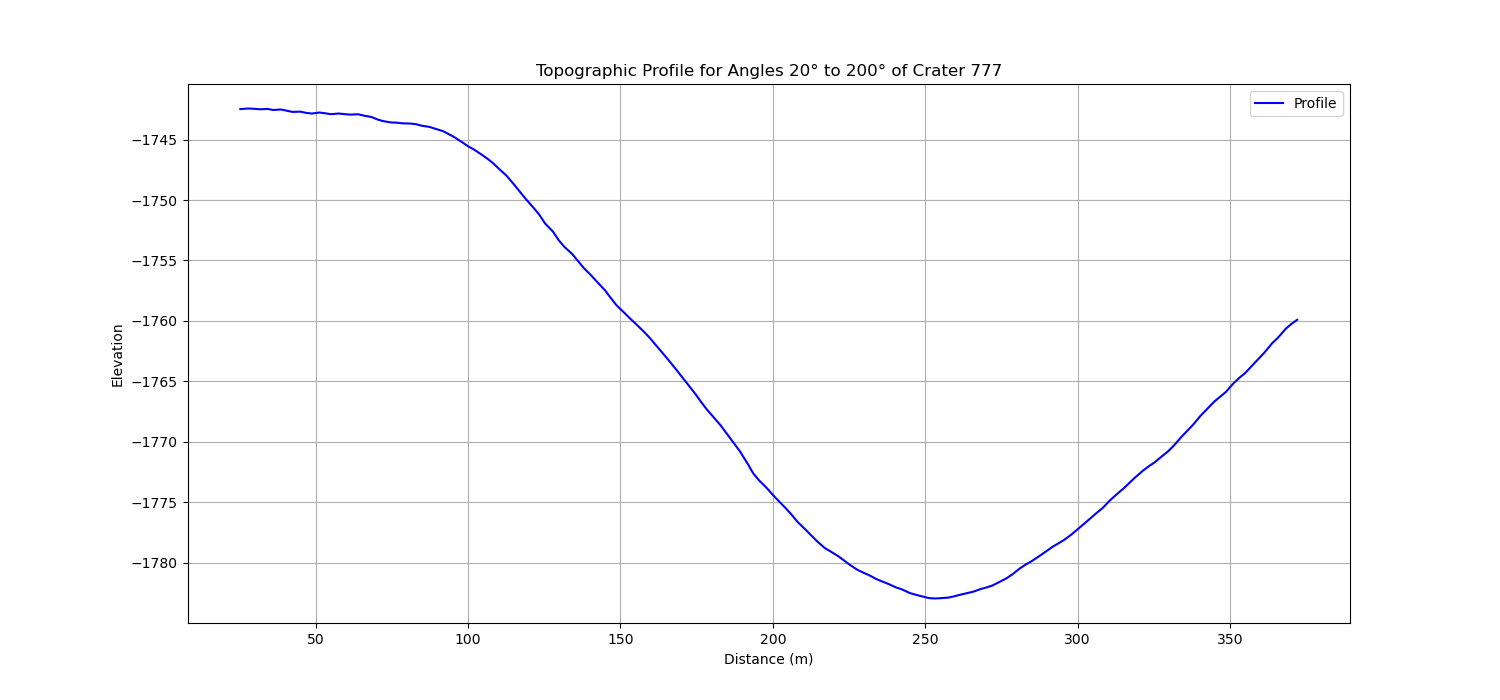 Topographic Profile for Angles 20° to 200° of Crater 777
Profile
−1745
−1750
−1755
−1760
−1765
−1770
−1775
−1780
Elevation
50 100 150 200 250 300 350
Distance (m)